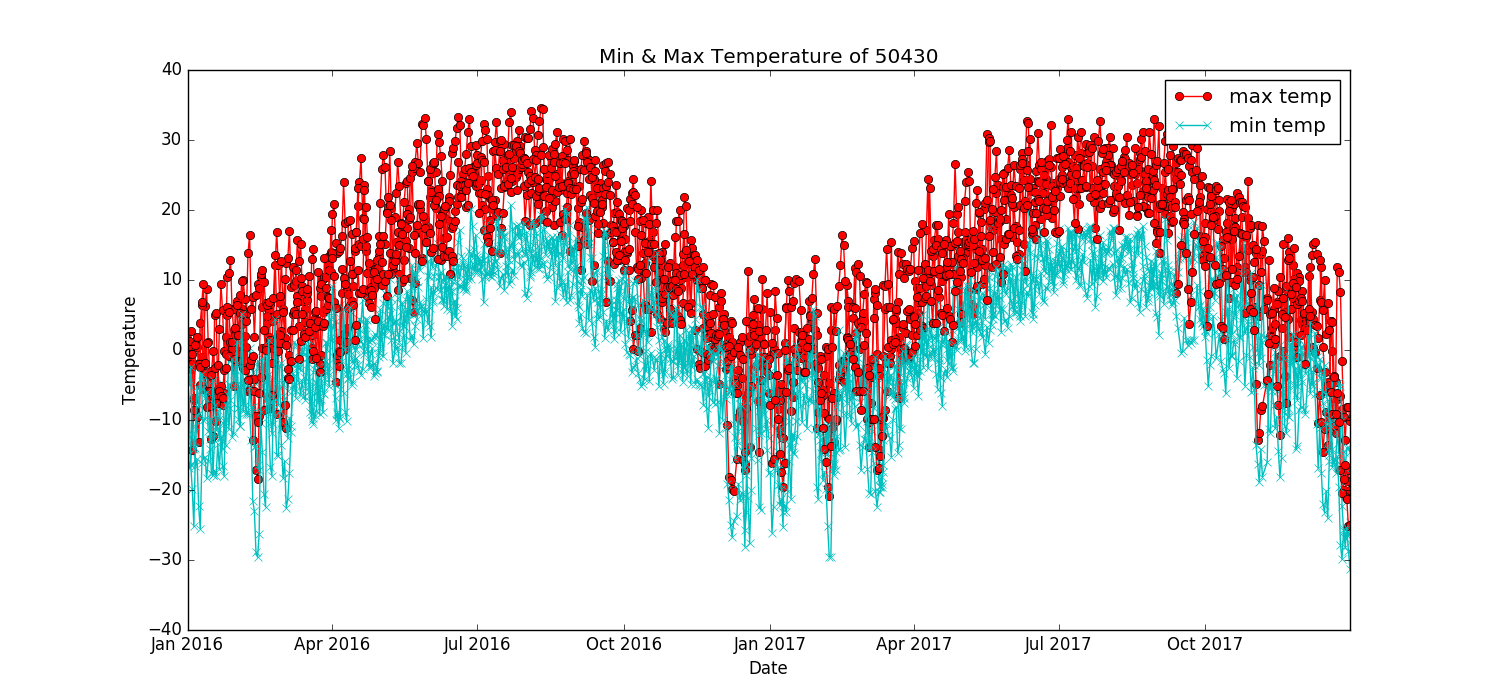 Min & Max Temperature of 50430
max temp
min temp
Temperature
40
30
20
10
0
−10
−20
−30
−40
Jan 2016 Apr 2016 Jul 2016 Oct 2016 Jan 2017 Apr 2017 Jul 2017 Oct 2017
Date